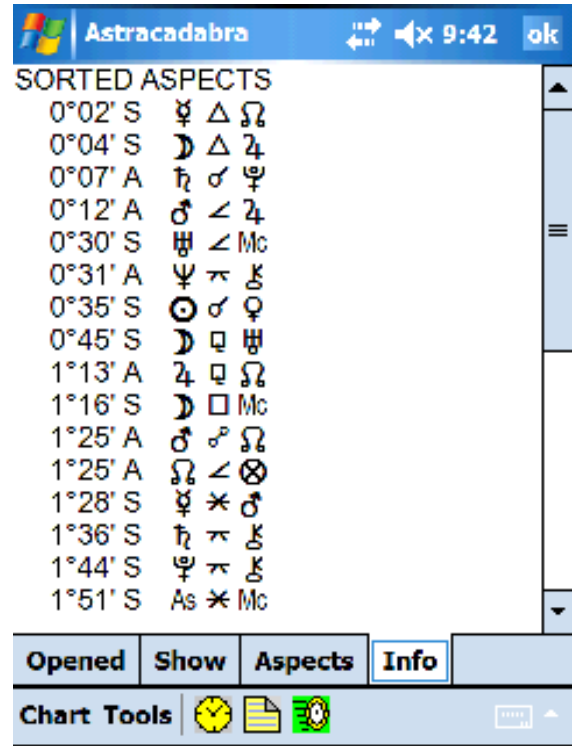 Astracadabra 9:42 ok
SORTED ASPECTS
0°02' S ☿ △ ☊
0°04' S ☽ △ ♃
0°07' A ♄ ☌ ♆
0°12' A ♂ ∠ ♃
0°30' S ♅ ∠ Mc
0°31' A ♆ ⚻ ⚷
0°35' S ☉ ☌ ♀
0°45' S ☽ ⚼ ♅
1°13' A ♃ ⚼ ☊
1°16' S ☽ □ Mc
1°25' A ♂ ☍ ☊
1°25' A ☊ ∠ ⊗
1°28' S ☿ ⚹ ♂
1°36' S ♄ ⚻ ⚷
1°44' S ⯓ ⚻ ⚷
1°51' S As ⚹ Mc
Opened Show Aspects Info
Chart Tools